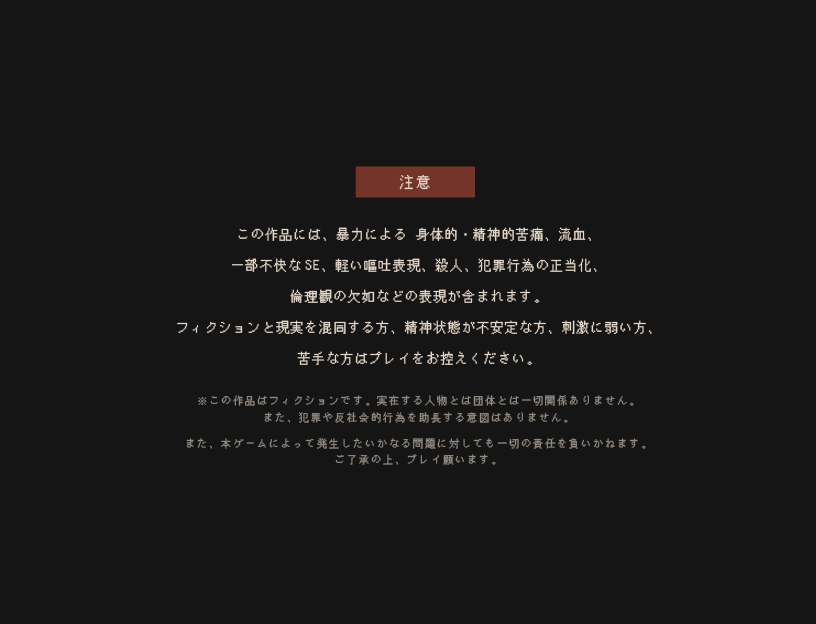 注意
この作品には、暴力による 身体的・精神的苦痛、流血、
一部不快なSE、軽い嘔吐表現、殺人、犯罪行為の正当化、
倫理観の欠如などの表現が含まれます。
フィクションと現実を混同する方、精神状態が不安定な方、刺激に弱い方、
苦手な方はプレイをお控えください。
※この作品はフィクションです。実在する人物とは団体とは一切関係ありません。
また、犯罪や反社会的行為を助長する意図はありません。
また、本ゲームによって発生したいかなる問題に対しても一切の責任を負いかねます。
ご了承の上、プレイ願います。